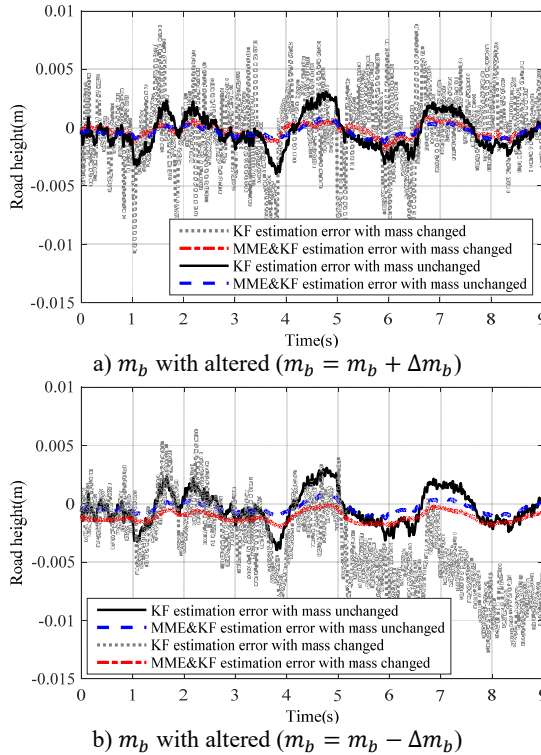 0.01
0.005
0
-0.005
-0.01
-0.015
Road height(m)
KF estimation error with mass changed
MME&KF estimation error with mass changed
KF estimation error with mass unchanged
MME&KF estimation error with mass unchanged
0 1 2 3 4 5 6 7 8 9
Time(s)
a) m_b with altered (m_b = m_b + Δm_b)
0.01
0.005
0
-0.005
-0.01
-0.015
Road height(m)
KF estimation error with mass unchanged
MME&KF estimation error with mass unchanged
KF estimation error with mass changed
MME&KF estimation error with mass changed
0 1 2 3 4 5 6 7 8 9
Time(s)
b) m_b with altered (m_b = m_b − Δm_b)